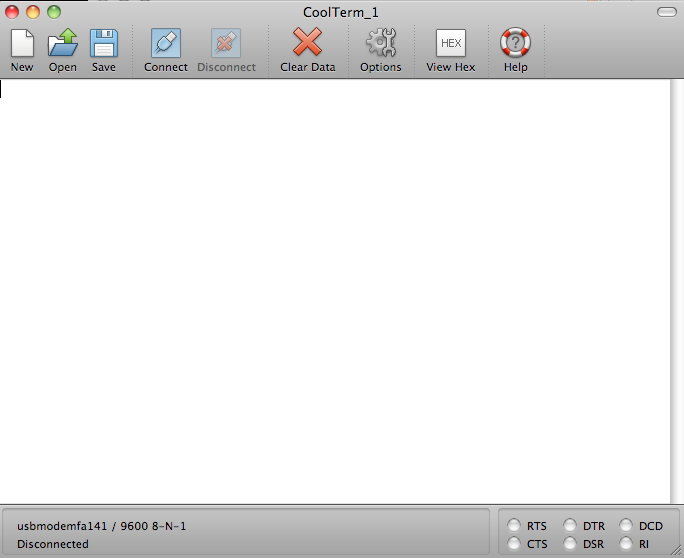 CoolTerm_1
New Open Save Connect Disconnect Clear Data Options HEX View Hex ? Help
usbmodemfa141 / 9600 8-N-1
Disconnected
RTS DTR DCD
CTS DSR RI